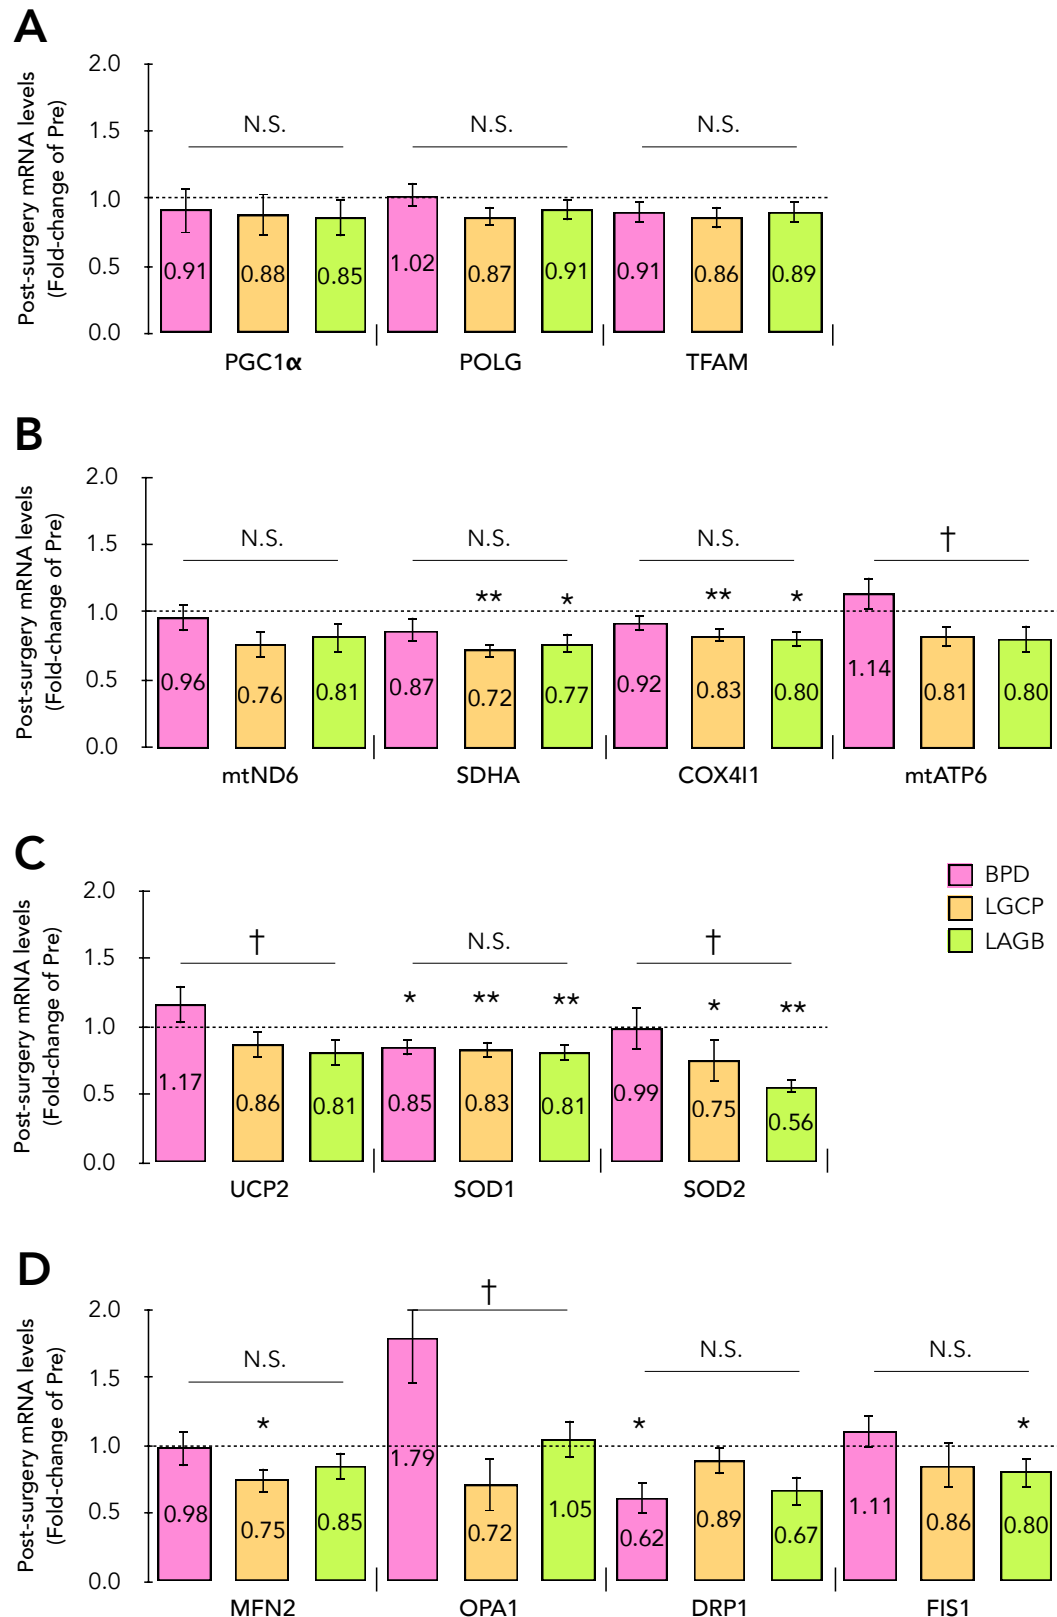 A
Post-surgery mRNA levels
(Fold-change of Pre)
2.0
1.5
1.0
0.5
0.0
N.S. N.S. N.S.
0.91 0.88 0.85 1.02 0.87 0.91 0.91 0.86 0.89
PGC1α POLG TFAM
B
Post-surgery mRNA levels
(Fold-change of Pre)
2.0
1.5
1.0
0.5
0.0
N.S. N.S. N.S. †
** * ** *
0.96 0.76 0.81 0.87 0.72 0.77 0.92 0.83 0.80 1.14 0.81 0.80
mtND6 SDHA COX4I1 mtATP6
C
BPD
LGCP
LAGB
Post-surgery mRNA levels
(Fold-change of Pre)
2.0
1.5
1.0
0.5
0.0
† N.S. †
* ** ** * **
1.17 0.86 0.81 0.85 0.83 0.81 0.99 0.75 0.56
UCP2 SOD1 SOD2
D
Post-surgery mRNA levels
(Fold-change of Pre)
2.0
1.5
1.0
0.5
0.0
N.S. † N.S. N.S.
* * *
0.98 0.75 0.85 1.79 0.72 1.05 0.62 0.89 0.67 1.11 0.86 0.80
MFN2 OPA1 DRP1 FIS1